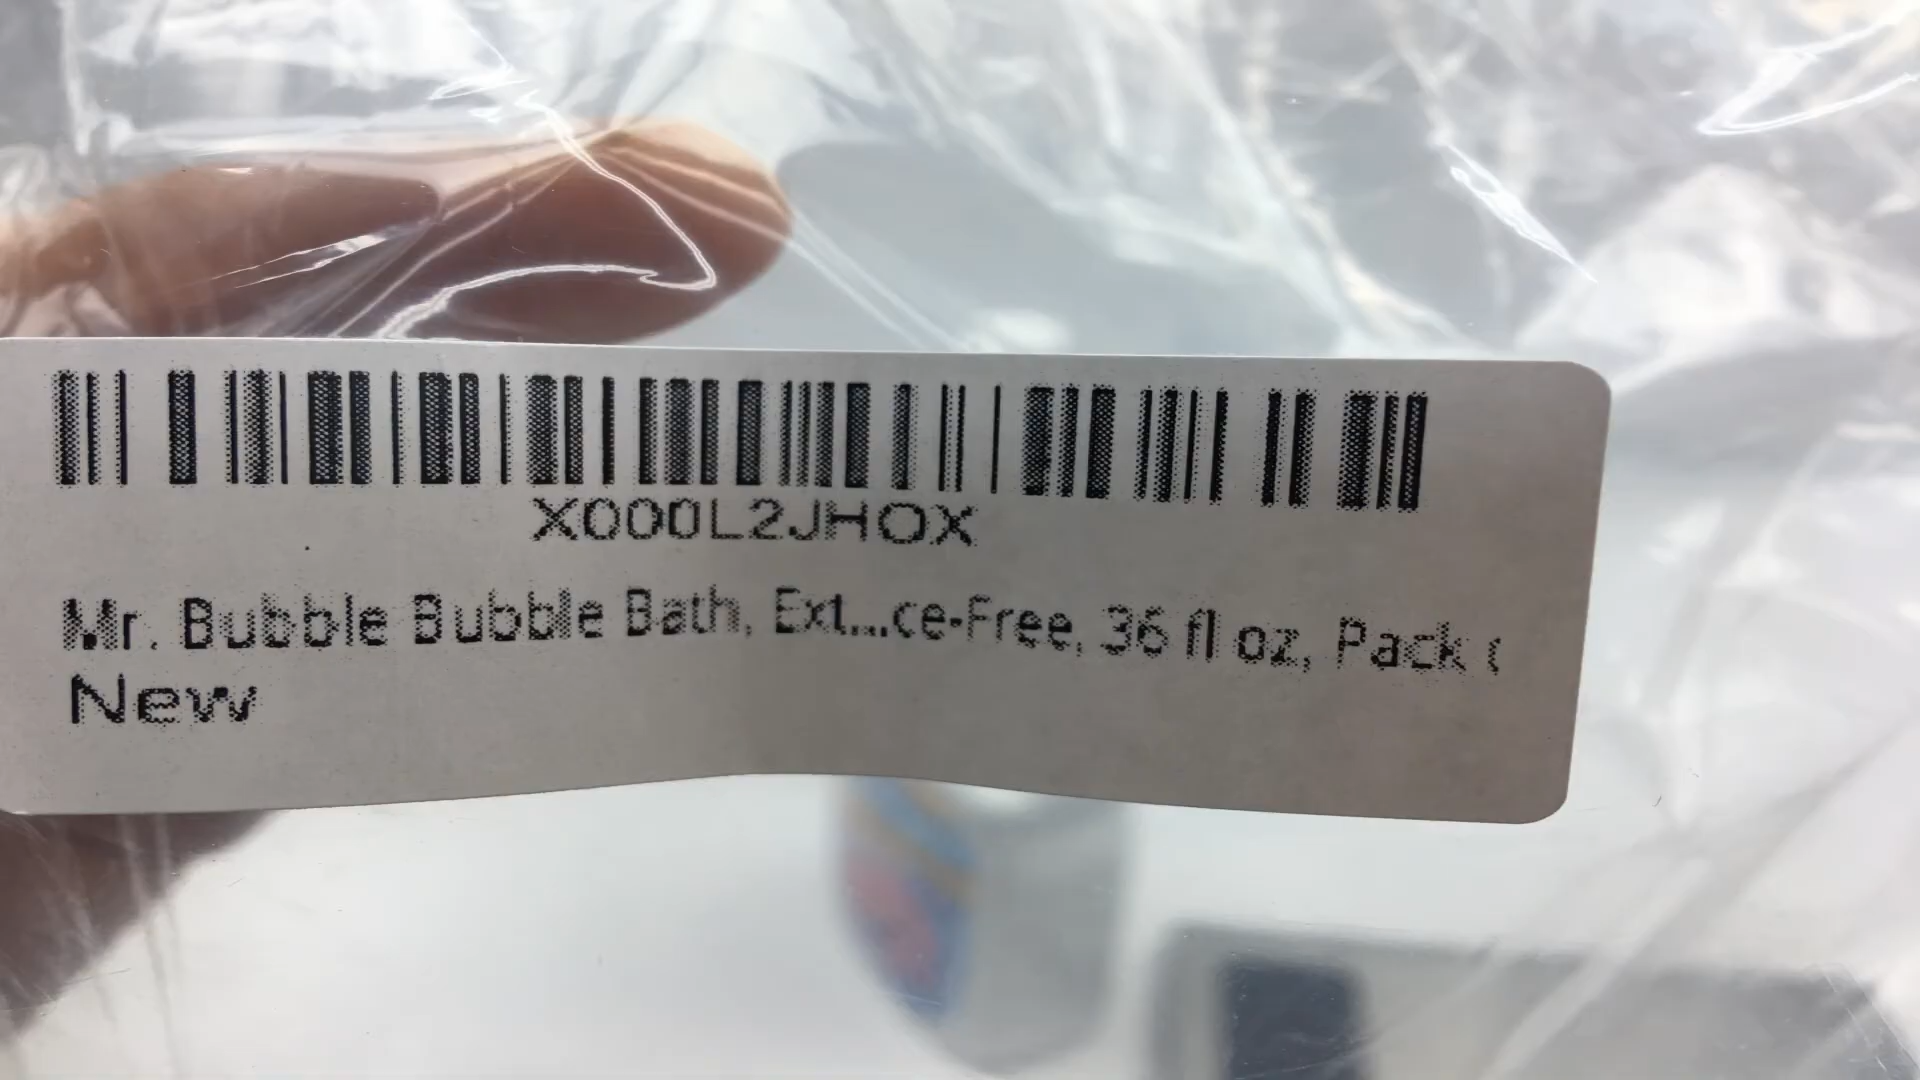 X000L2JHOX
Mr. Bubble Bubble Bath, Ext...ce-Free, 36 fl oz, Pack
New